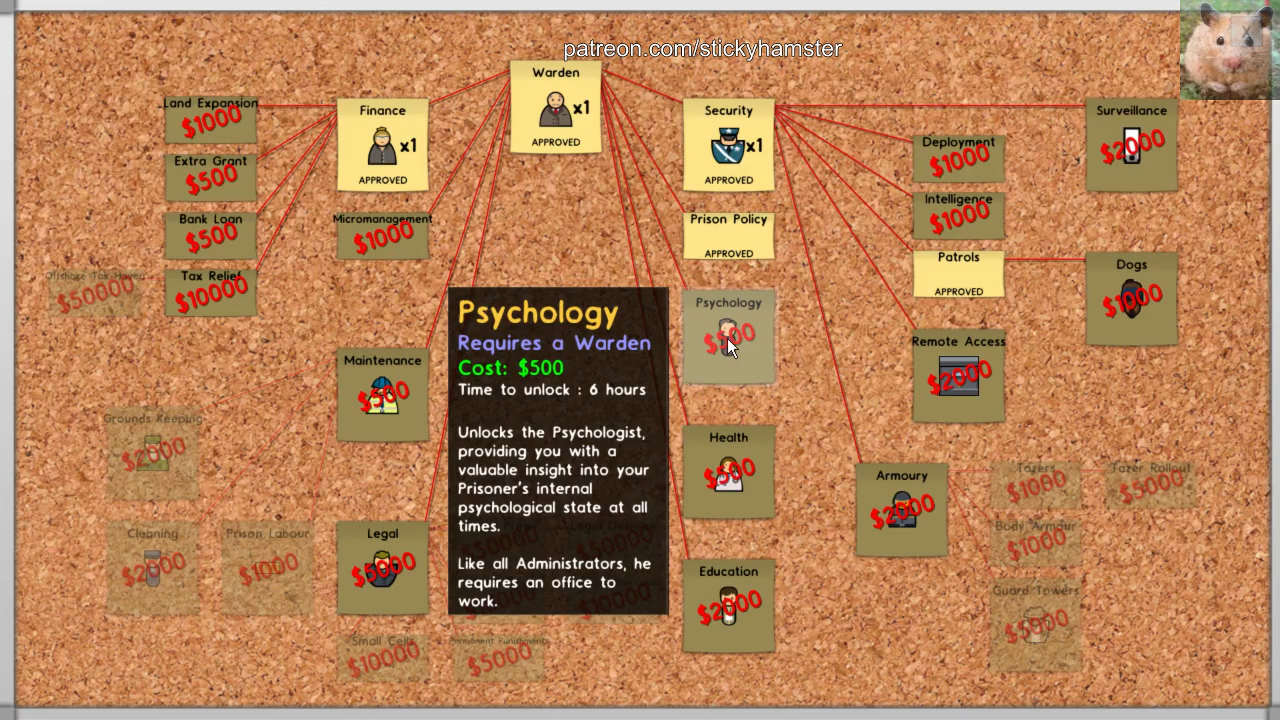 patreon.com/stickyhamster
Warden
x1
APPROVED
Land Expansion
$1000
Finance
x1
APPROVED
Security
x1
APPROVED
Surveillance
$2000
Deployment
$1000
Extra Grant
$500
Intelligence
$1000
Bank Loan
$500
Micromanagement
$1000
Prison Policy
APPROVED
Patrols
APPROVED
Dogs
$1000
Offshore Tax Haven
$50000
Tax Relief
$10000
Psychology
$500
Psychology
Requires a Warden
Cost: $500
Time to unlock : 6 hours
Unlocks the Psychologist,
providing you with a
valuable insight into your
Prisoner's internal
psychological state at all
times.
Like all Administrators, he
requires an office to
work.
Remote Access
$2000
Maintenance
$500
Grounds Keeping
$2000
Health
$500
Armoury
$2000
Tazers
$1000
Tazer Rollout
$5000
Body Armour
$1000
Cleaning
$2000
Prison Labour
$1000
Legal
$5000
Education
$2000
Guard Towers
$5000
Small Cells
$10000
Permanent Punishments
$5000